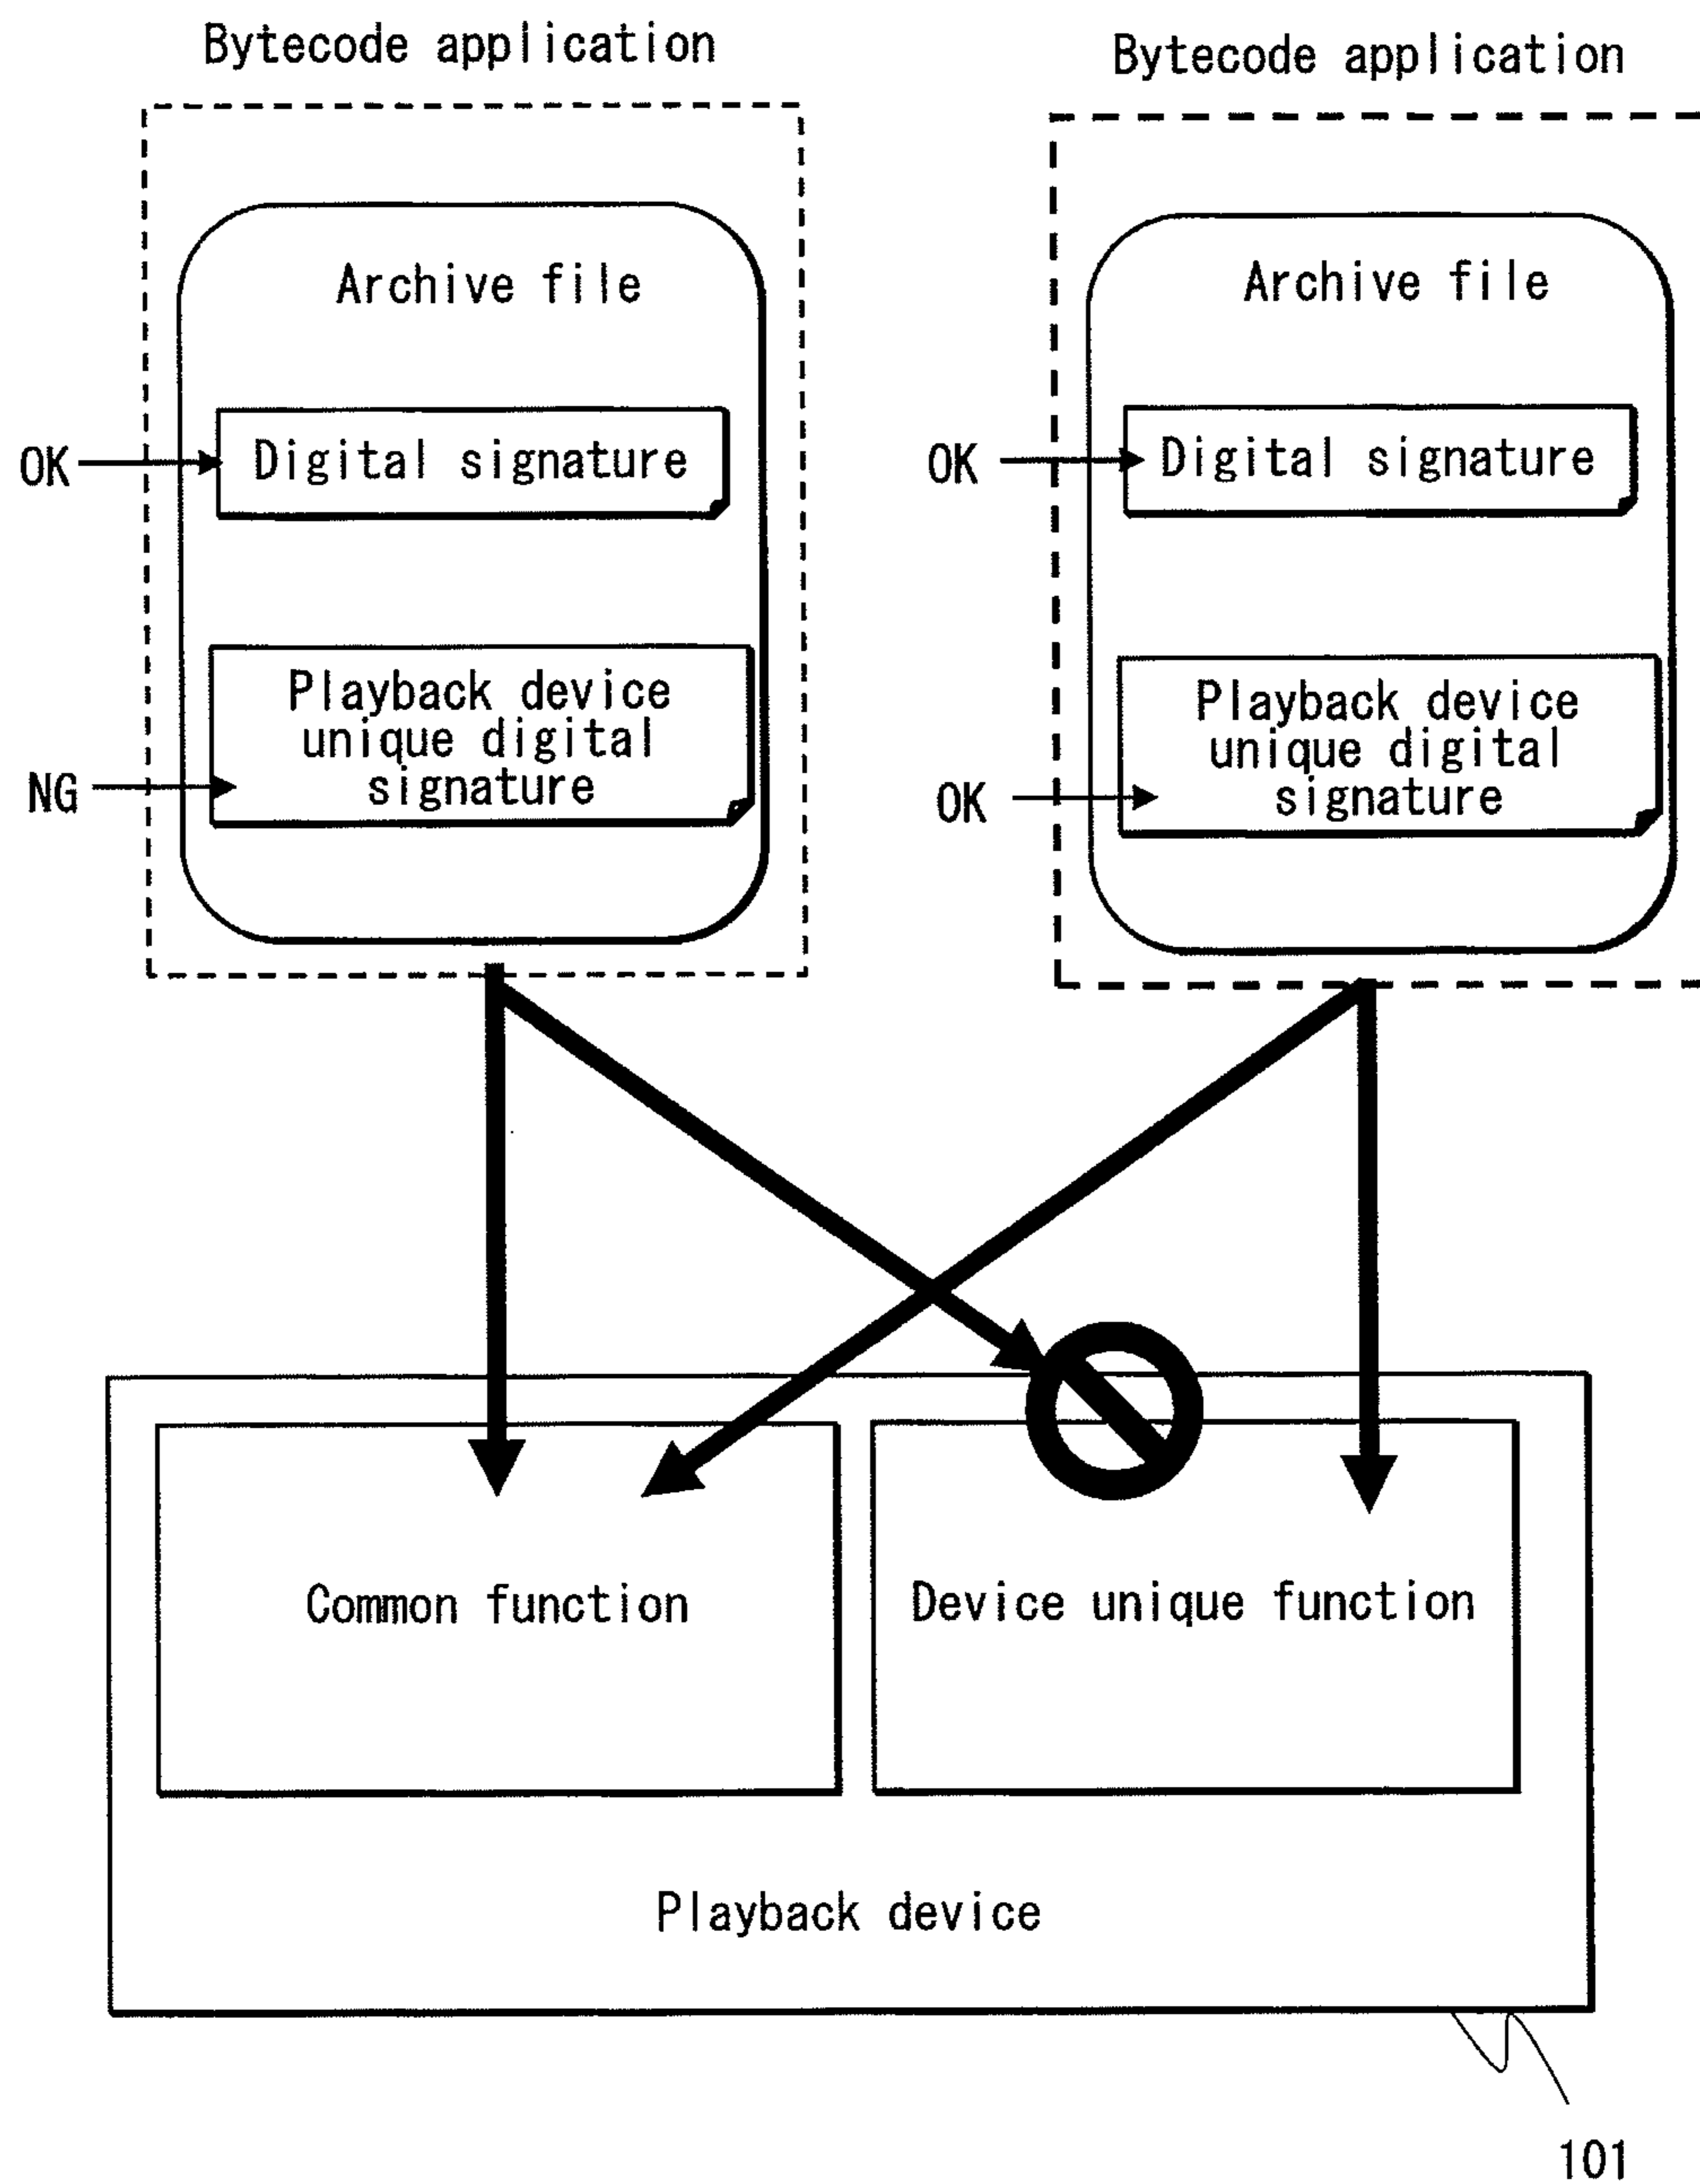 Bytecode application
Archive file
OK
Digital signature
Playback device
unique digital
signature
NG
Bytecode application
Archive file
OK
Digital signature
Playback device
unique digital
signature
OK
Common function
Device unique function
Playback device
101